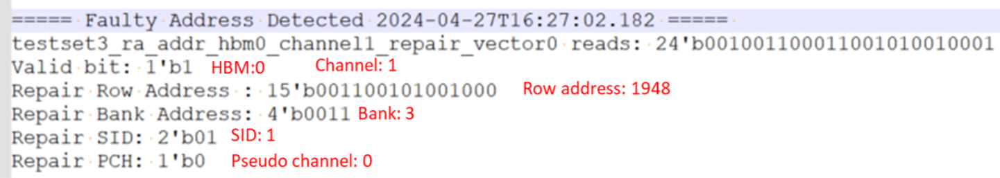 ===== Faulty Address Detected 2024-04-27T16:27:02.182 =====
testset3_ra_addr_hbm0_channel1_repair_vector0 reads: 24'b001001100011001010010001
Valid bit: 1'b1 HBM:0 Channel: 1
Repair Row Address : 15'b001100101001000 Row address: 1948
Repair Bank Address: 4'b0011 Bank: 3
Repair SID: 2'b01 SID: 1
Repair PCH: 1'b0 Pseudo channel: 0